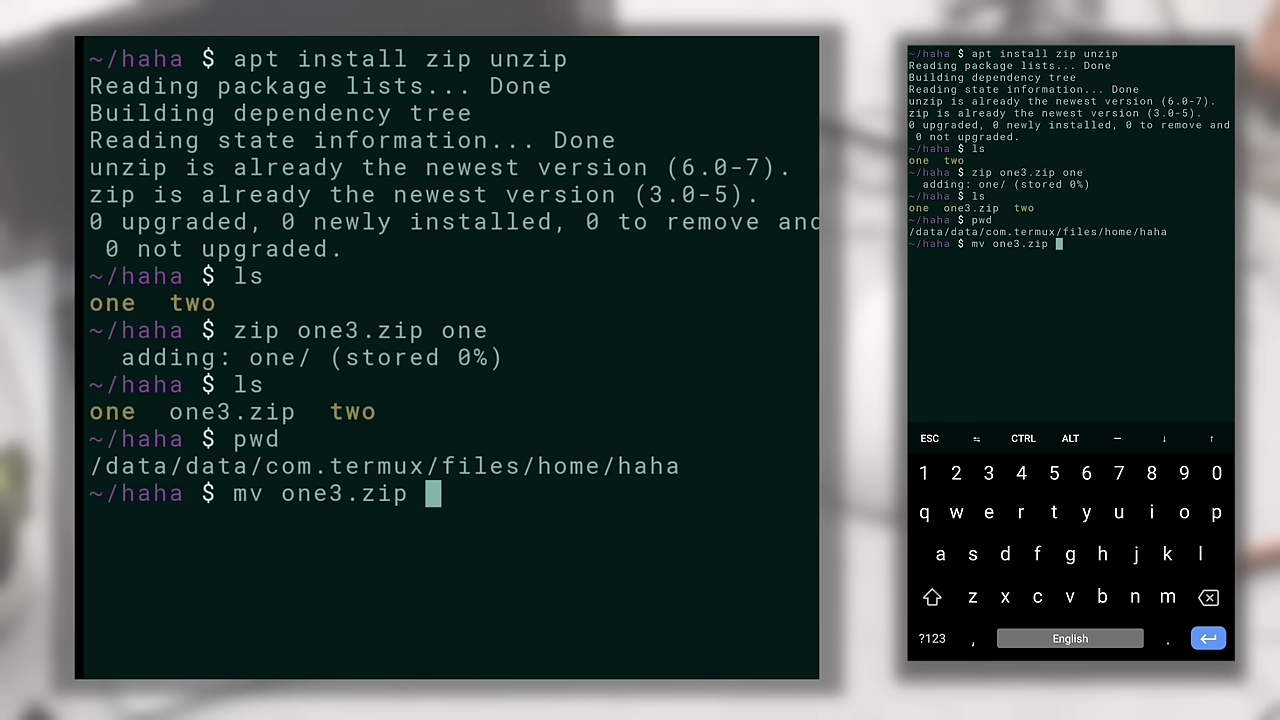 ~/haha $ apt install zip unzip
Reading package lists... Done
Building dependency tree
Reading state information... Done
unzip is already the newest version (6.0-7).
zip is already the newest version (3.0-5).
0 upgraded, 0 newly installed, 0 to remove and
 0 not upgraded.
~/haha $ ls
one  two
~/haha $ zip one3.zip one
  adding: one/ (stored 0%)
~/haha $ ls
one  one3.zip  two
~/haha $ pwd
/data/data/com.termux/files/home/haha
~/haha $ mv one3.zip
~/haha $ apt install zip unzip
Reading package lists... Done
Building dependency tree
Reading state information... Done
unzip is already the newest version (6.0-7).
zip is already the newest version (3.0-5).
0 upgraded, 0 newly installed, 0 to remove and
 0 not upgraded.
~/haha $ ls
one  two
~/haha $ zip one3.zip one
  adding: one/ (stored 0%)
~/haha $ ls
one  one3.zip  two
~/haha $ pwd
/data/data/com.termux/files/home/haha
~/haha $ mv one3.zip
ESC ⇆ CTRL ALT — ↓ ↑
1 2 3 4 5 6 7 8 9 0
q w e r t y u i o p
a s d f g h j k l
z x c v b n m
?123 , English .